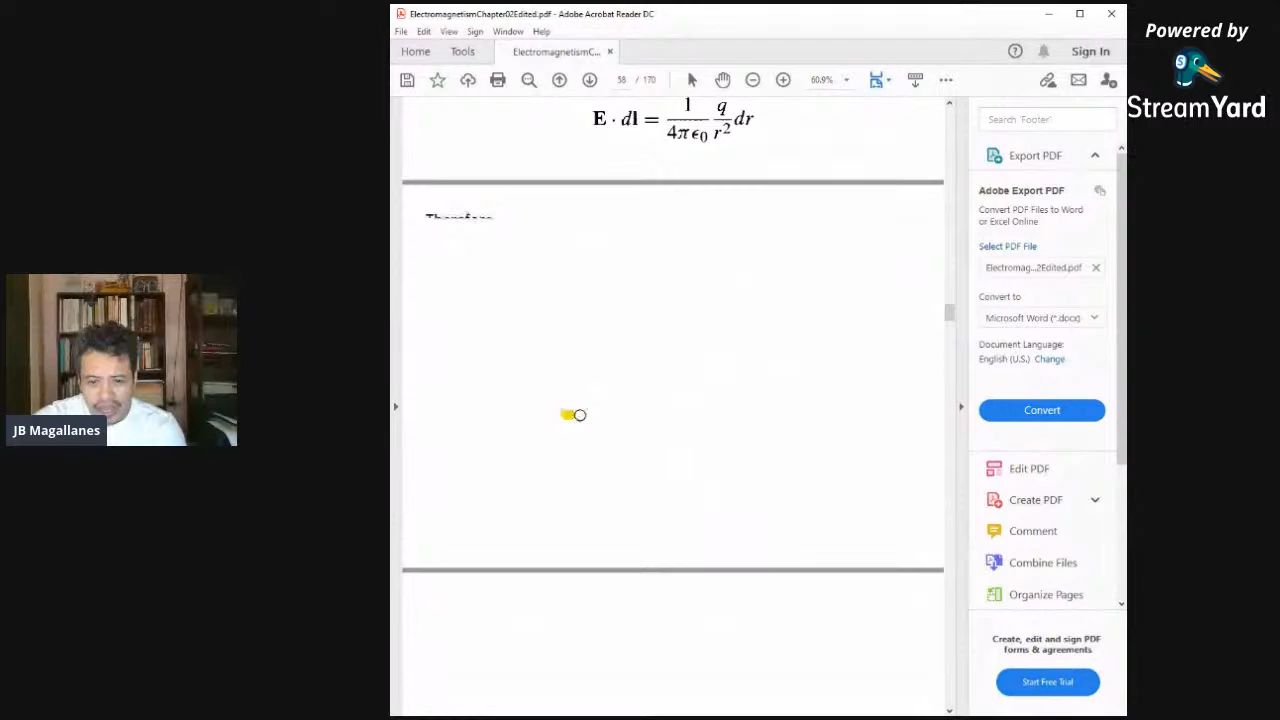 ElectromagnetismChapter02Edited.pdf - Adobe Acrobat Reader DC
File Edit View Sign Window Help
Home Tools ElectromagnetismC... × Sign In
58 / 170 60.9%
E · dl = 1/4πϵ0 q/r² dr
Therefore
Search 'Footer'
Export PDF
Adobe Export PDF
Convert PDF Files to Word
or Excel Online
Select PDF File
Electromag...2Edited.pdf
Convert to
Microsoft Word (*.docx)
Document Language:
English (U.S.) Change
Convert
Edit PDF
Create PDF
Comment
Combine Files
Organize Pages
Create, edit and sign PDF
forms & agreements
Start Free Trial
JB Magallanes
Powered by
StreamYard